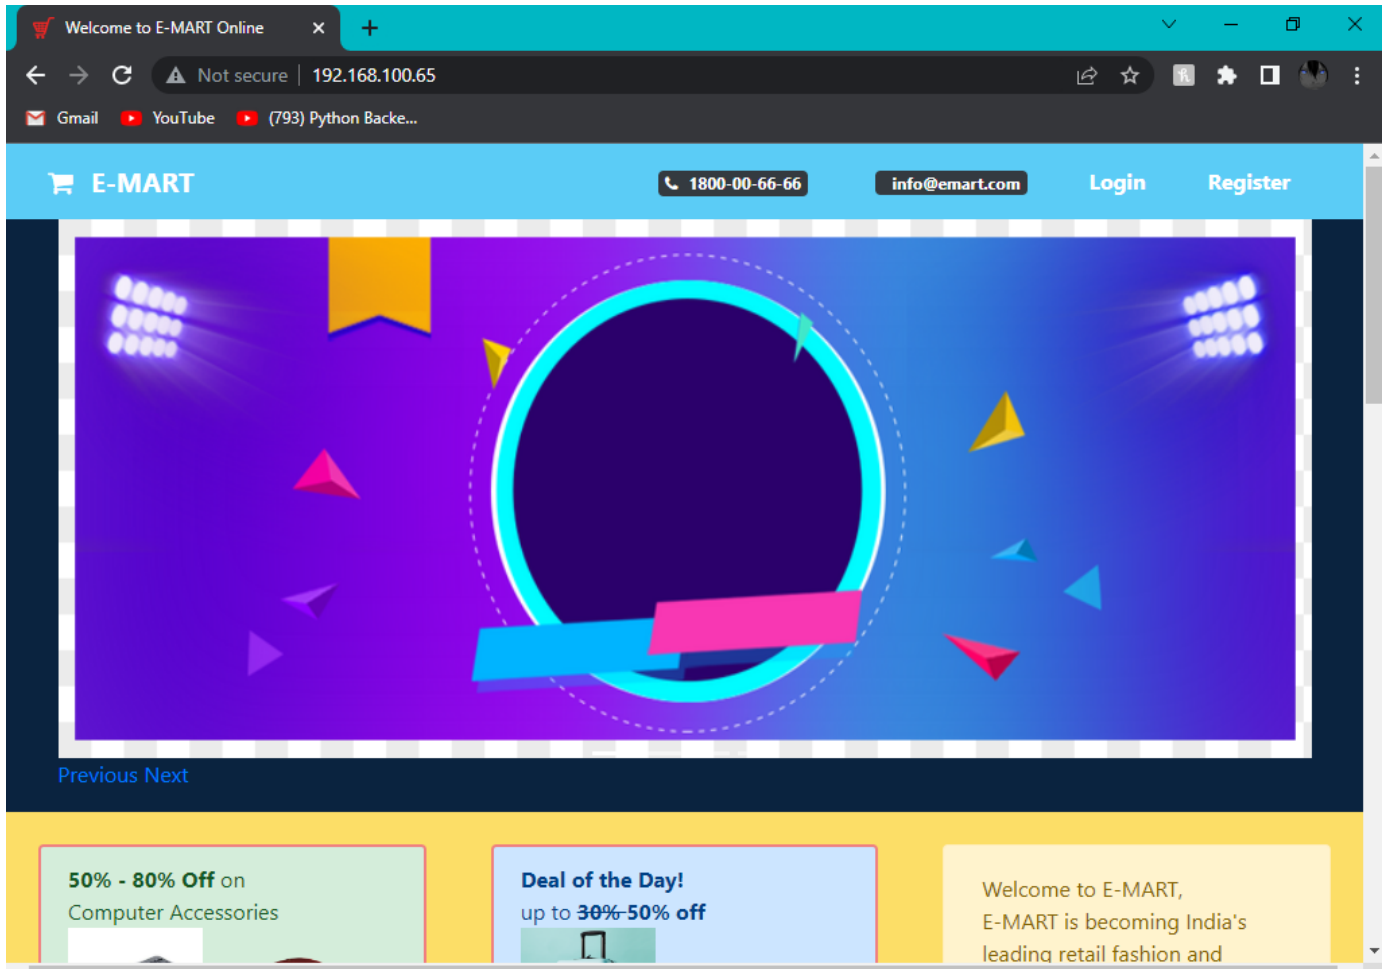 Welcome to E-MART Online
Not secure
192.168.100.65
Gmail
YouTube
(793) Python Backe...
E-MART
1800-00-66-66
info@emart.com
Login
Register
Previous Next
50% - 80% Off on
Computer Accessories
Deal of the Day!
up to 30% 50% off
Welcome to E-MART,
E-MART is becoming India's
leading retail fashion and